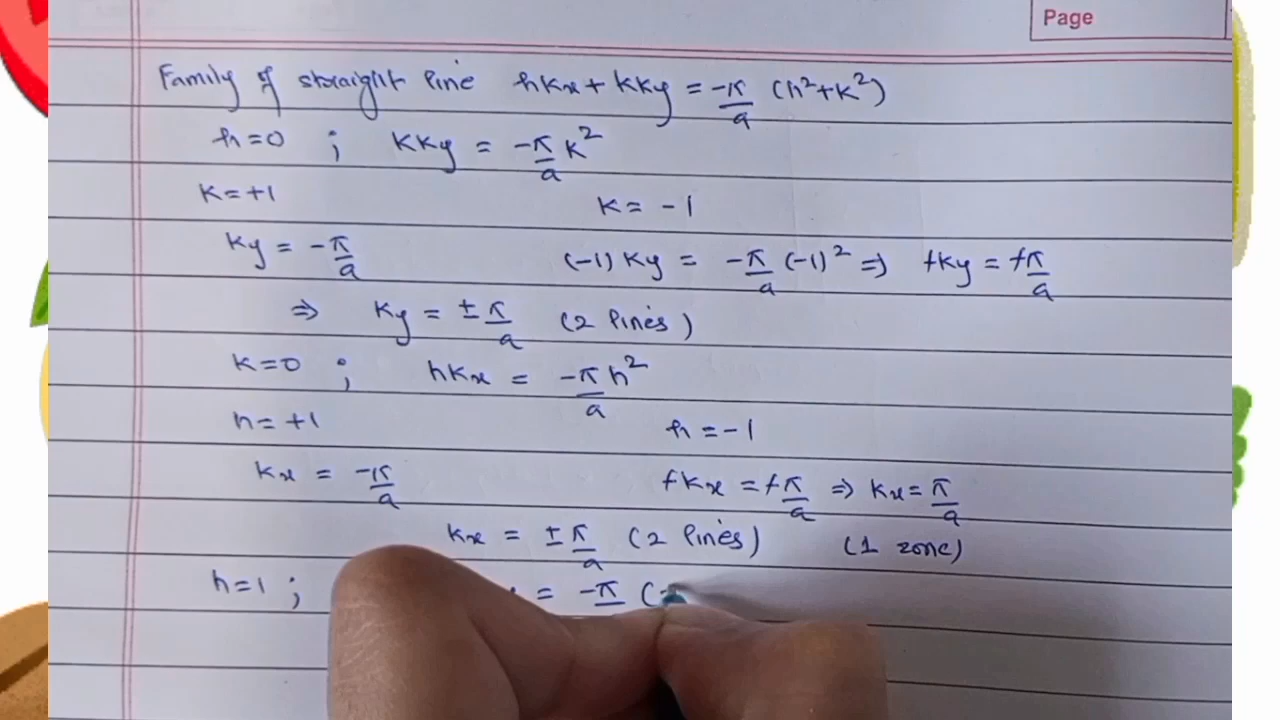 Page
Family of straight line hkx + kky = -π/a (h²+k²)
h=0 ; kky = -π/a k²
k=+1 k = -1
ky = -π/a (-1) ky = -π/a (-1)² ⇒ +ky = +π/a
⇒ ky = ± π/a (2 lines)
k=0 ; hkx = -π/a h²
h=+1 h = -1
kx = -π/a +kx = +π/a ⇒ kx = π/a
kx = ± π/a (2 lines) (1 zone)
h=1 ; = -π (